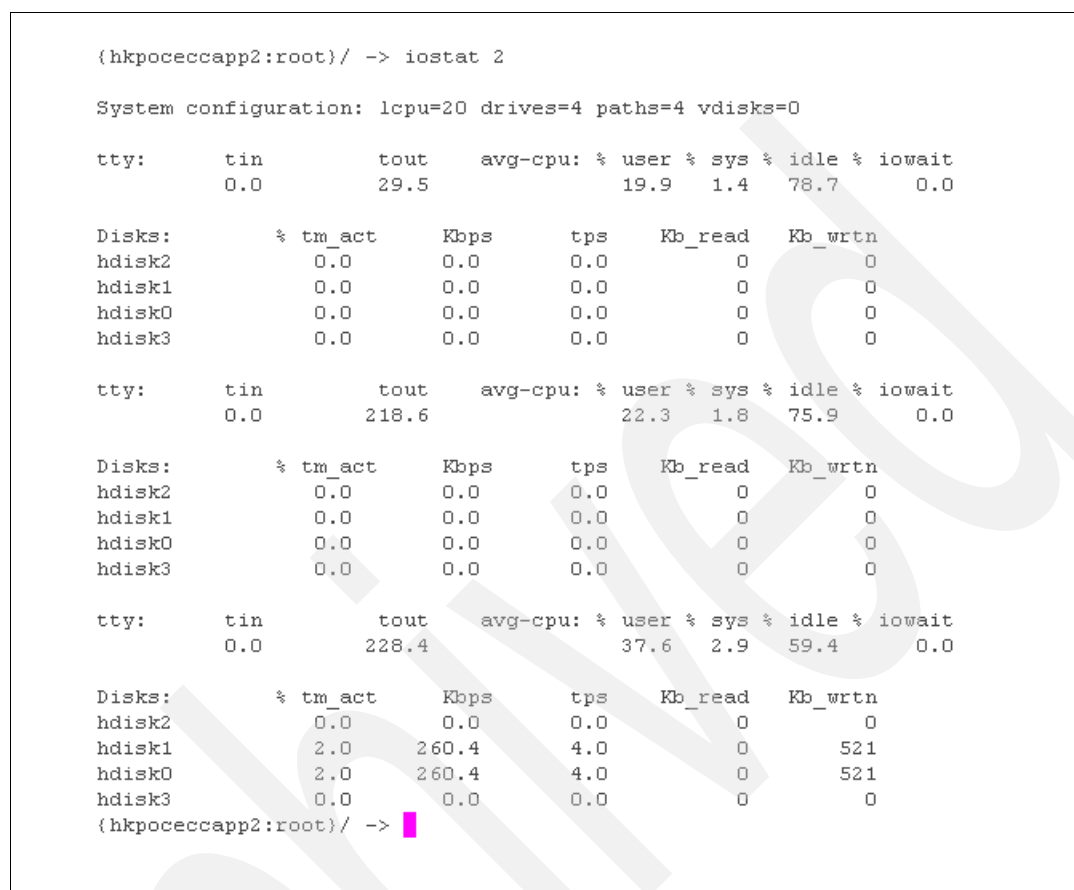 {hkpoceccapp2:root}/ -> iostat 2
System configuration: lcpu=20 drives=4 paths=4 vdisks=0
tty: tin tout avg-cpu: % user % sys % idle % iowait
0.0 29.5 19.9 1.4 78.7 0.0
Disks: % tm_act Kbps tps Kb_read Kb_wrtn
hdisk2 0.0 0.0 0.0 0 0
hdisk1 0.0 0.0 0.0 0 0
hdisk0 0.0 0.0 0.0 0 0
hdisk3 0.0 0.0 0.0 0 0
tty: tin tout avg-cpu: % user % sys % idle % iowait
0.0 218.6 22.3 1.8 75.9 0.0
Disks: % tm_act Kbps tps Kb_read Kb_wrtn
hdisk2 0.0 0.0 0.0 0 0
hdisk1 0.0 0.0 0.0 0 0
hdisk0 0.0 0.0 0.0 0 0
hdisk3 0.0 0.0 0.0 0 0
tty: tin tout avg-cpu: % user % sys % idle % iowait
0.0 228.4 37.6 2.9 59.4 0.0
Disks: % tm_act Kbps tps Kb_read Kb_wrtn
hdisk2 0.0 0.0 0.0 0 0
hdisk1 2.0 260.4 4.0 0 521
hdisk0 2.0 260.4 4.0 0 521
hdisk3 0.0 0.0 0.0 0 0
{hkpoceccapp2:root}/ ->
hived